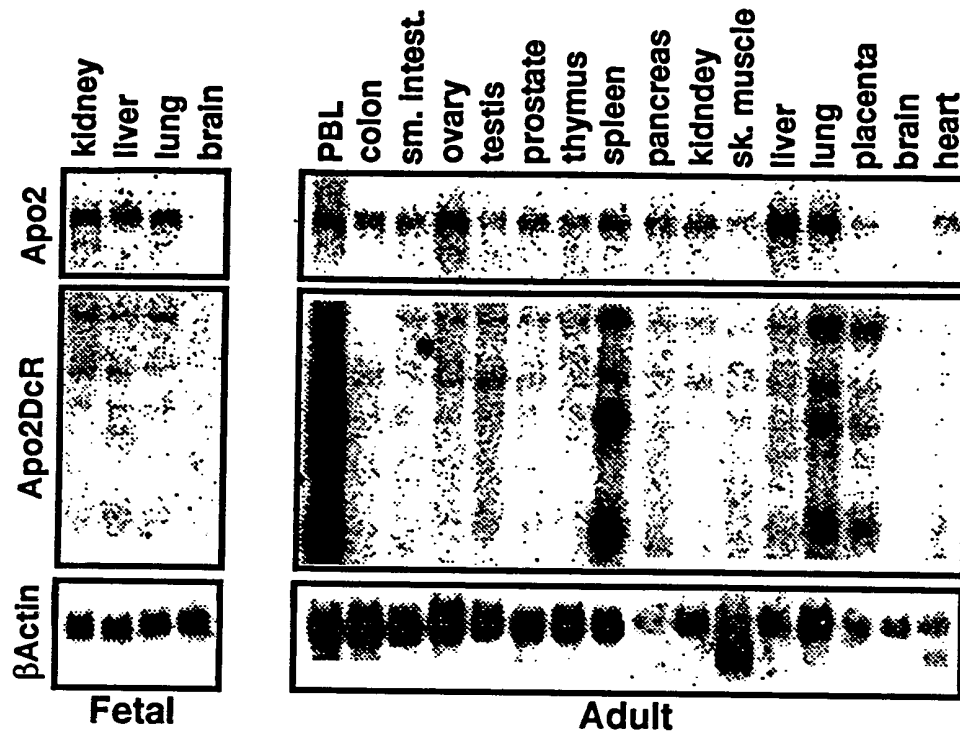 kidney
liver
lung
brain
PBL
colon
sm. intest.
ovary
testis
prostate
thymus
spleen
pancreas
kidndey
sk. muscle
liver
lung
placenta
brain
heart
Apo2
Apo2DcR
βActin
Fetal
Adult